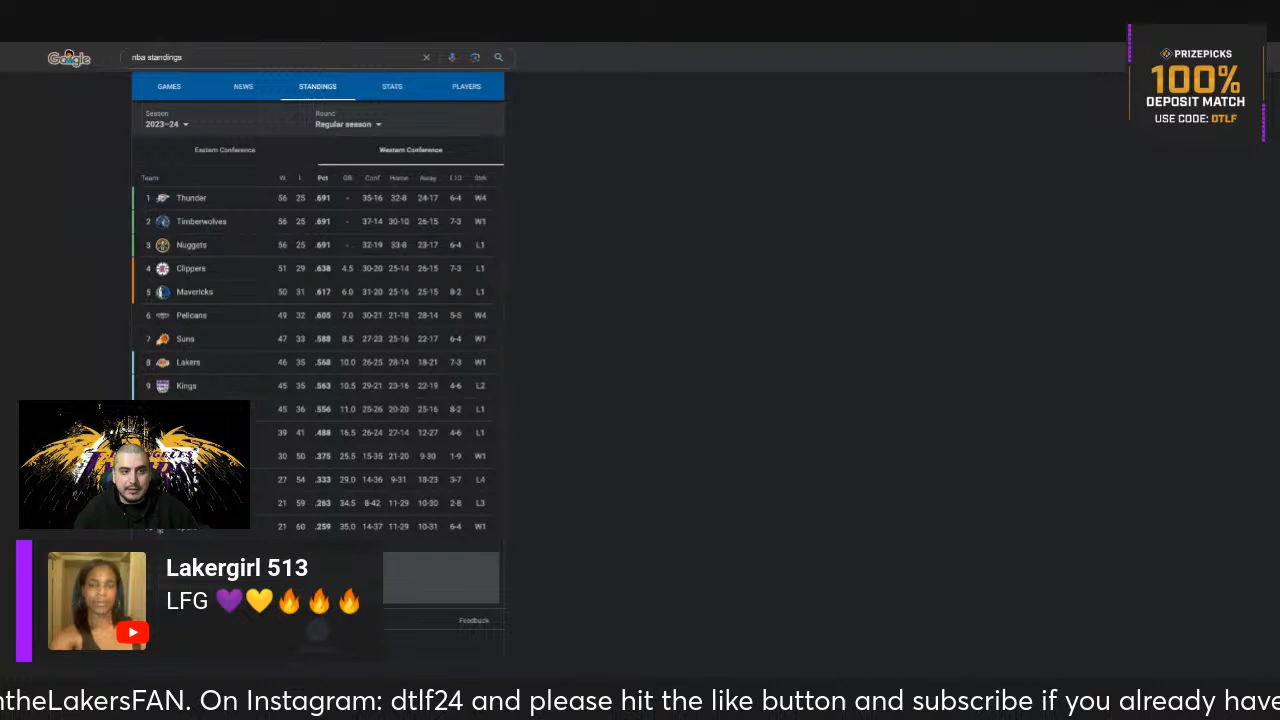 Google
nba standings
PRIZEPICKS
100%
DEPOSIT MATCH
USE CODE: DTLF
GAMES NEWS STANDINGS STATS PLAYERS
Season Round
2023–24 Regular season
Eastern Conference Western Conference
Team W L Pct GB Conf Home Away L10 Strk
1 Thunder 56 25 .691 - 35-16 32-8 24-17 6-4 W4
2 Timberwolves 56 25 .691 - 37-14 30-10 26-15 7-3 W1
3 Nuggets 56 25 .691 - 32-19 33-8 23-17 6-4 L1
4 Clippers 51 29 .638 4.5 30-20 25-14 26-15 7-3 L1
5 Mavericks 50 31 .617 6.0 31-20 25-16 25-15 8-2 L1
6 Pelicans 49 32 .605 7.0 30-21 21-18 28-14 5-5 W4
7 Suns 47 33 .588 8.5 27-23 25-16 22-17 6-4 W1
8 Lakers 46 35 .568 10.0 26-25 28-14 18-21 7-3 W1
9 Kings 45 35 .563 10.5 29-21 23-16 22-19 4-6 L2
45 36 .556 11.0 25-26 20-20 25-16 8-2 L1
39 41 .488 16.5 26-24 27-14 12-27 4-6 L1
30 50 .375 25.5 15-35 21-20 9-30 1-9 W1
27 54 .333 29.0 14-36 9-31 18-23 3-7 L4
21 59 .263 34.5 8-42 11-29 10-30 2-8 L3
21 60 .259 35.0 14-37 11-29 10-31 6-4 W1
Lakergirl 513
LFG 💜💛🔥🔥🔥
Feedback
ntheLakersFAN. On Instagram: dtlf24 and please hit the like button and subscribe if you already have